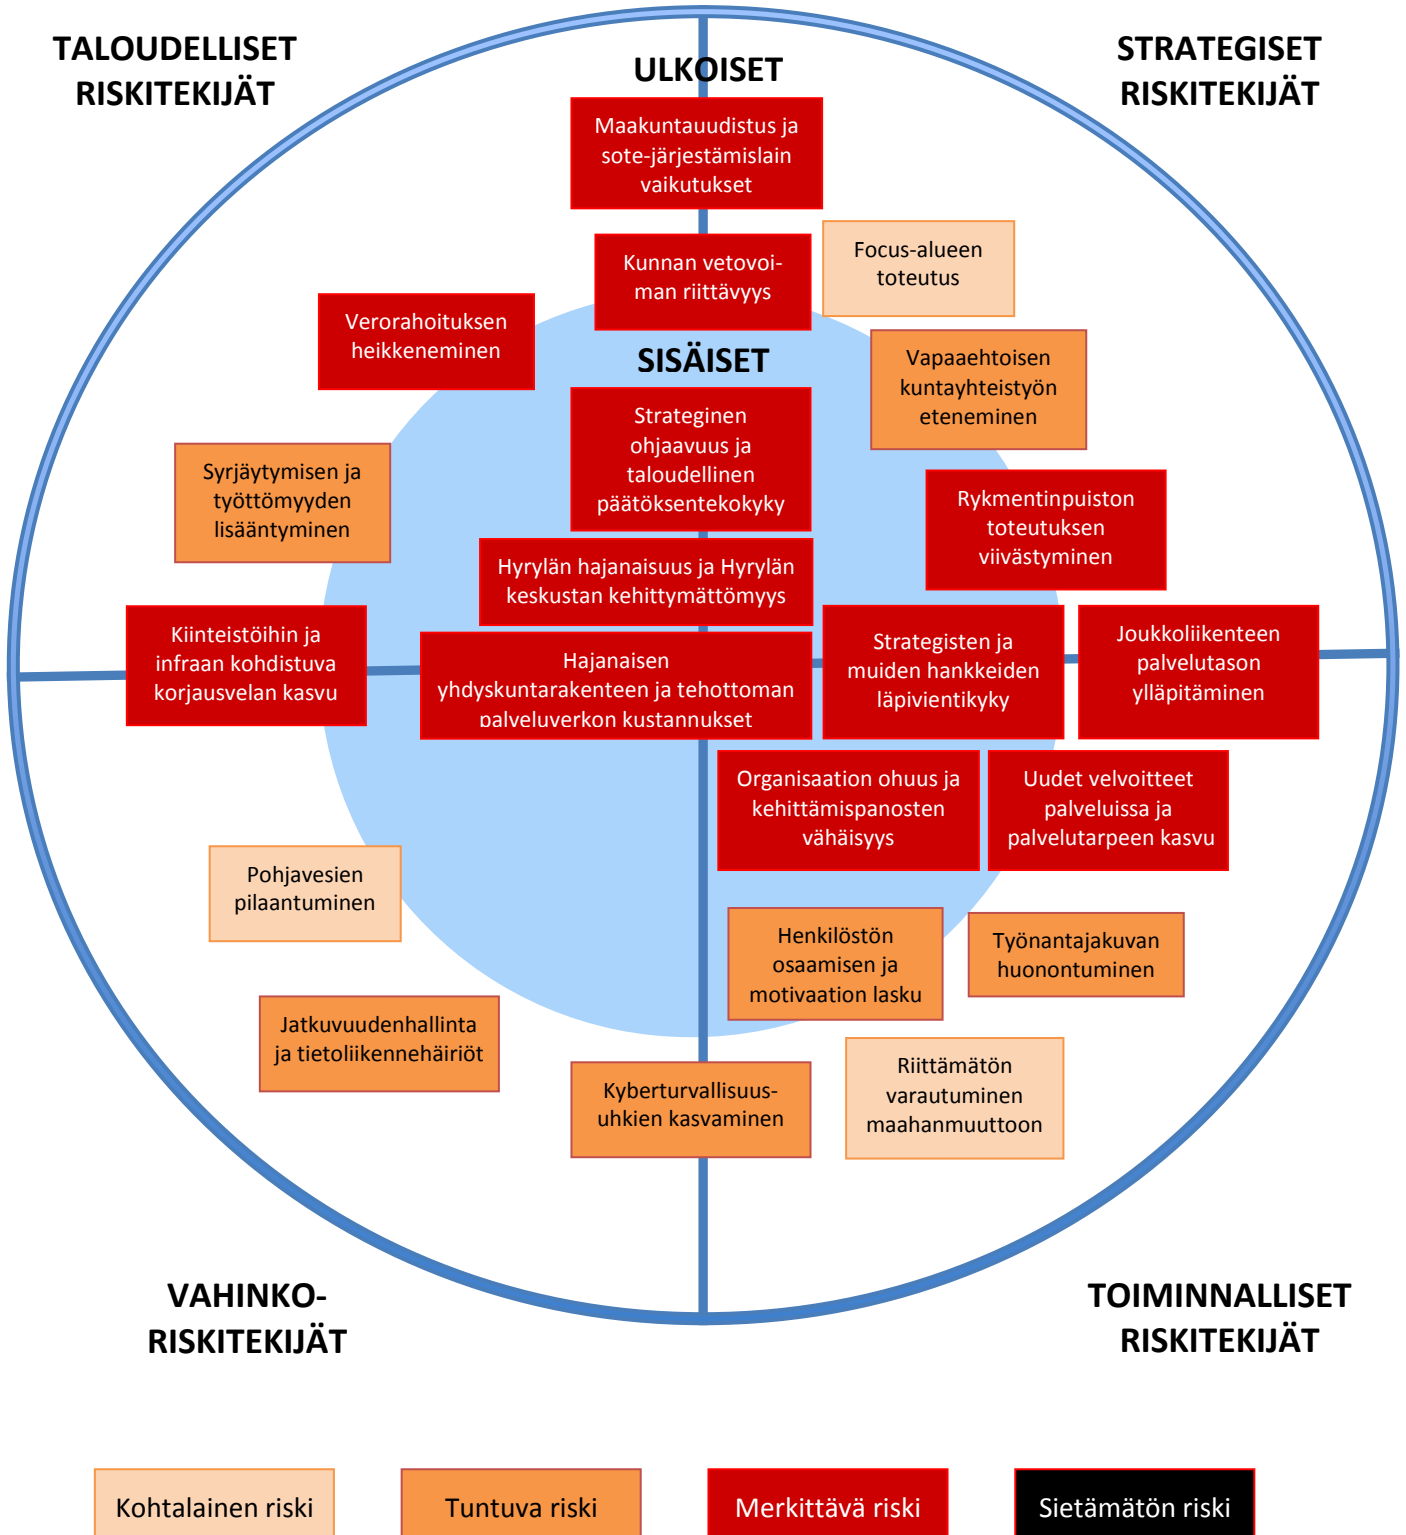 TALOUDELLISET
RISKITEKIJÄT
STRATEGISET
RISKITEKIJÄT
ULKOISET
Maakuntauudistus ja
sote-järjestämislain
vaikutukset
Kunnan vetovoi-
man riittävyys
Focus-alueen
toteutus
Verorahoituksen
heikkeneminen
SISÄISET
Vapaaehtoisen
kuntayhteistyön
eteneminen
Strateginen
ohjaavuus ja
taloudellinen
päätöksentekokyky
Syrjäytymisen ja
työttömyyden
lisääntyminen
Rykmentinpuiston
toteutuksen
viivästyminen
Hyrylän hajanaisuus ja Hyrylän
keskustan kehittymättömyys
Kiinteistöihin ja
infraan kohdistuva
korjausvelan kasvu
Hajanaisen
yhdyskuntarakenteen ja tehottoman
palveluverkon kustannukset
Strategisten ja
muiden hankkeiden
läpivientikyky
Joukkoliikenteen
palvelutason
ylläpitäminen
Organisaation ohuus ja
kehittämispanosten
vähäisyys
Uudet velvoitteet
palveluissa ja
palvelutarpeen kasvu
Pohjavesien
pilaantuminen
Henkilöstön
osaamisen ja
motivaation lasku
Työnantajakuvan
huonontuminen
Jatkuvuudenhallinta
ja tietoliikennehäiriöt
Kyberturvallisuus-
uhkien kasvaminen
Riittämätön
varautuminen
maahanmuuttoon
VAHINKO-
RISKITEKIJÄT
TOIMINNALLISET
RISKITEKIJÄT
Kohtalainen riski
Tuntuva riski
Merkittävä riski
Sietämätön riski